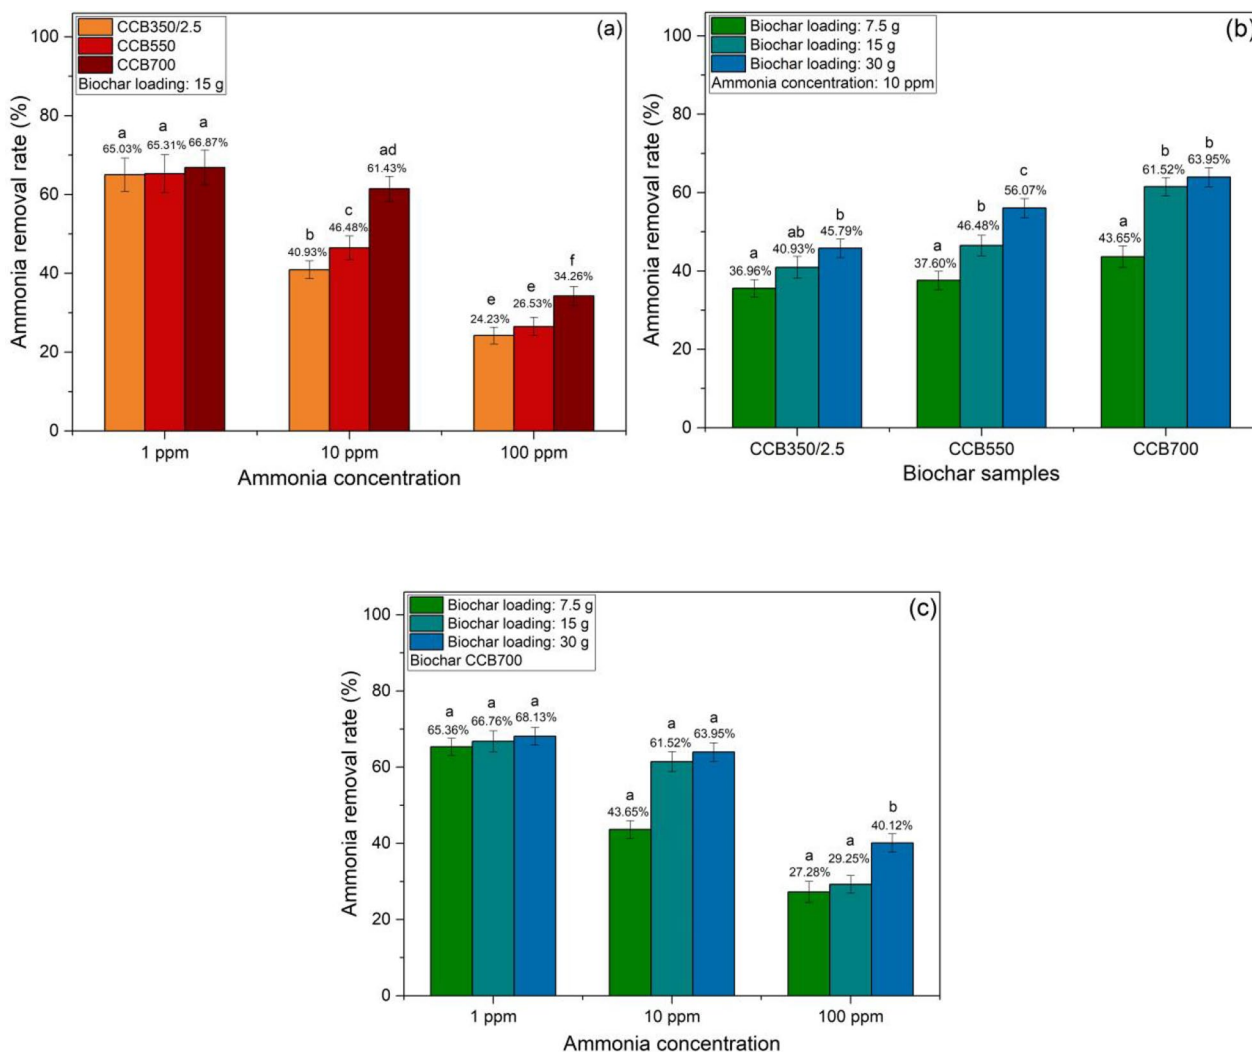 CCB350/2.5
CCB550
CCB700
Biochar loading: 15 g
(a)
100
80
60
40
20
0
Ammonia removal rate (%)
a
65.03%
a
65.31%
a
66.87%
b
40.93%
c
46.48%
ad
61.43%
e
24.23%
e
26.53%
f
34.26%
1 ppm
10 ppm
100 ppm
Ammonia concentration
Biochar loading: 7.5 g
Biochar loading: 15 g
Biochar loading: 30 g
Ammonia concentration: 10 ppm
(b)
100
80
60
40
20
0
Ammonia removal rate (%)
a
36.96%
ab
40.93%
b
45.79%
a
37.60%
b
46.48%
c
56.07%
a
43.65%
b
61.52%
b
63.95%
CCB350/2.5
CCB550
CCB700
Biochar samples
Biochar loading: 7.5 g
Biochar loading: 15 g
Biochar loading: 30 g
Biochar CCB700
(c)
100
80
60
40
20
0
Ammonia removal rate (%)
a
65.36%
a
66.76%
a
68.13%
a
43.65%
a
61.52%
a
63.95%
a
27.28%
a
29.25%
b
40.12%
1 ppm
10 ppm
100 ppm
Ammonia concentration